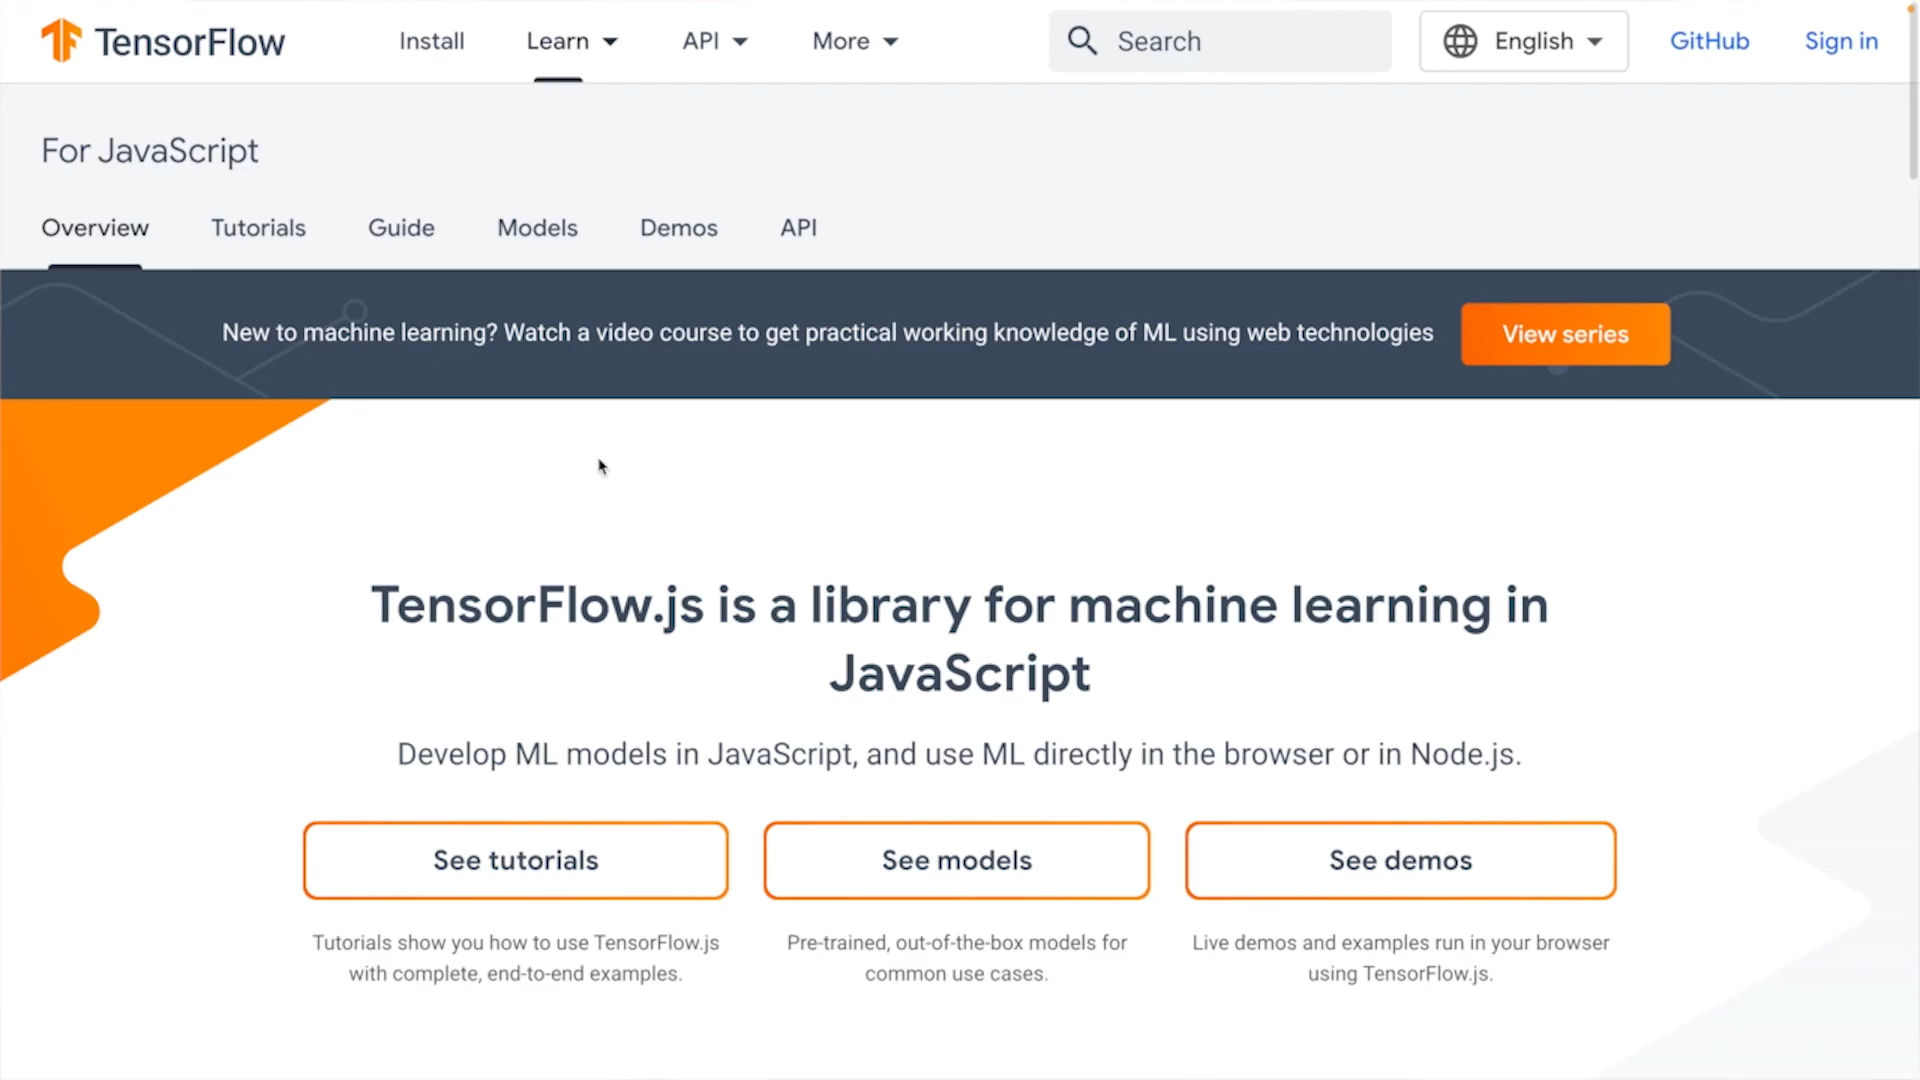 TensorFlow
Install
Learn
API
More
Search
English
GitHub
Sign in
For JavaScript
Overview
Tutorials
Guide
Models
Demos
API
New to machine learning? Watch a video course to get practical working knowledge of ML using web technologies
View series
TensorFlow.js is a library for machine learning in
JavaScript
Develop ML models in JavaScript, and use ML directly in the browser or in Node.js.
See tutorials
See models
See demos
Tutorials show you how to use TensorFlow.js
with complete, end-to-end examples.
Pre-trained, out-of-the-box models for
common use cases.
Live demos and examples run in your browser
using TensorFlow.js.